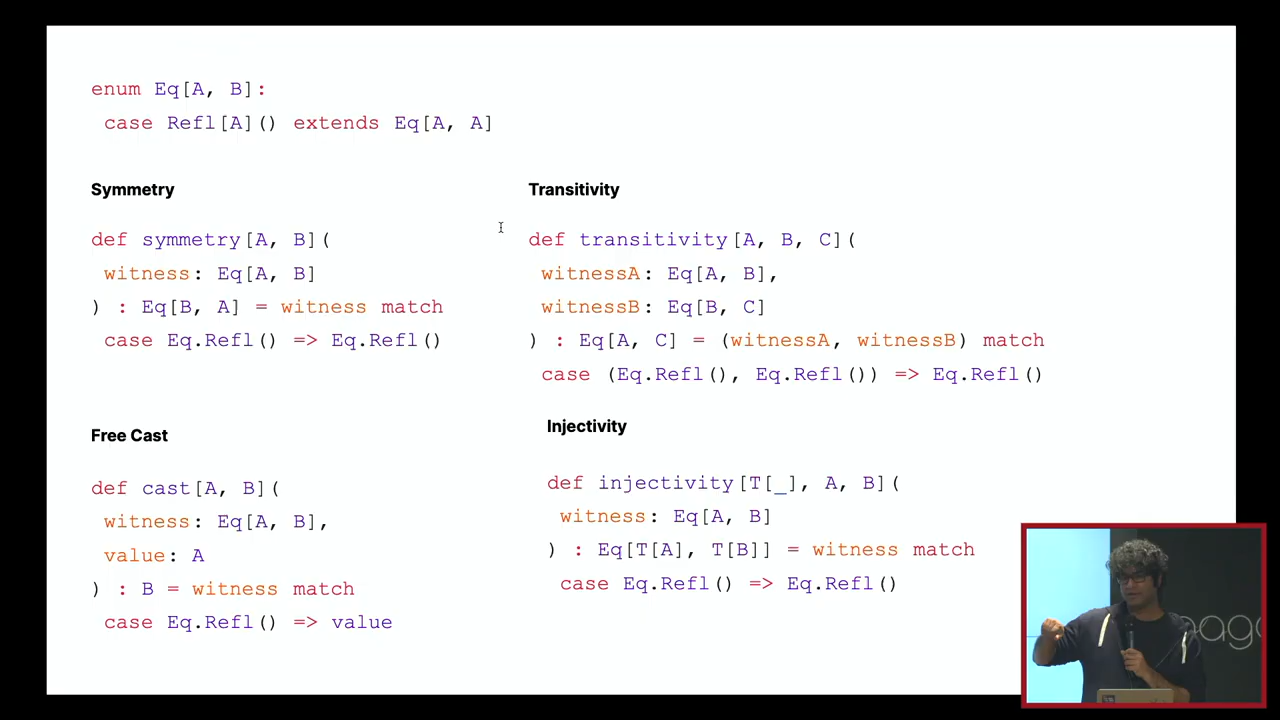 enum Eq[A, B]:
case Refl[A]() extends Eq[A, A]
Symmetry
def symmetry[A, B](
witness: Eq[A, B]
) : Eq[B, A] = witness match
case Eq.Refl() => Eq.Refl()
Transitivity
def transitivity[A, B, C](
witnessA: Eq[A, B],
witnessB: Eq[B, C]
) : Eq[A, C] = (witnessA, witnessB) match
case (Eq.Refl(), Eq.Refl()) => Eq.Refl()
Free Cast
def cast[A, B](
witness: Eq[A, B],
value: A
) : B = witness match
case Eq.Refl() => value
Injectivity
def injectivity[T[_], A, B](
witness: Eq[A, B]
) : Eq[T[A], T[B]] = witness match
case Eq.Refl() => Eq.Refl()